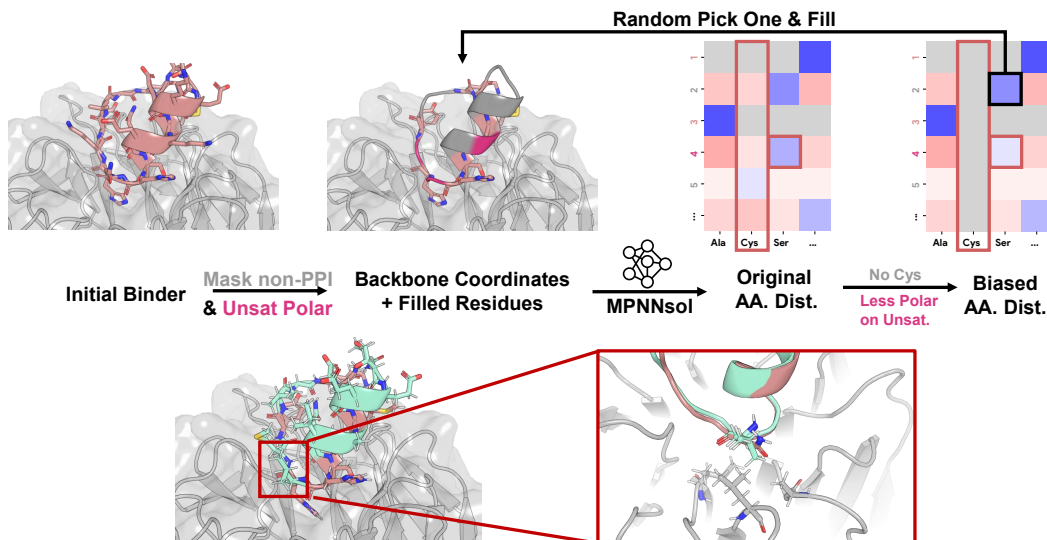 Random Pick One & Fill
1
2
3
4
5
...
Ala
Cys
Ser
...
1
2
3
4
5
...
Ala
Cys
Ser
...
Initial Binder
Mask non-PPI
& Unsat Polar
Backbone Coordinates
+ Filled Residues
MPNNsol
Original
AA. Dist.
No Cys
Less Polar
on Unsat.
Biased
AA. Dist.